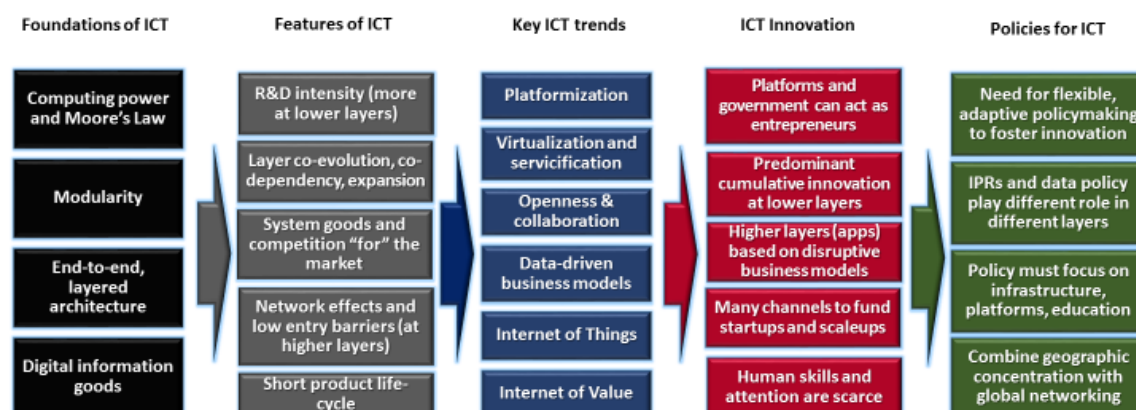 Foundations of ICT
Computing power
and Moore's Law
Modularity
End-to-end,
layered
architecture
Digital information
goods
Features of ICT
R&D intensity (more
at lower layers)
Layer co-evolution, co-
dependency, expansion
System goods and
competition "for" the
market
Network effects and
low entry barriers (at
higher layers)
Short product life-
cycle
Key ICT trends
Platformization
Virtualization and
servicification
Openness &
collaboration
Data-driven
business models
Internet of Things
Internet of Value
ICT Innovation
Platforms and
government can act as
entrepreneurs
Predominant
cumulative innovation
at lower layers
Higher layers (apps)
based on disruptive
business models
Many channels to fund
startups and scaleups
Human skills and
attention are scarce
Policies for ICT
Need for flexible,
adaptive policymaking
to foster innovation
IPRs and data policy
play different role in
different layers
Policy must focus on
infrastructure,
platforms, education
Combine geographic
concentration with
global networking